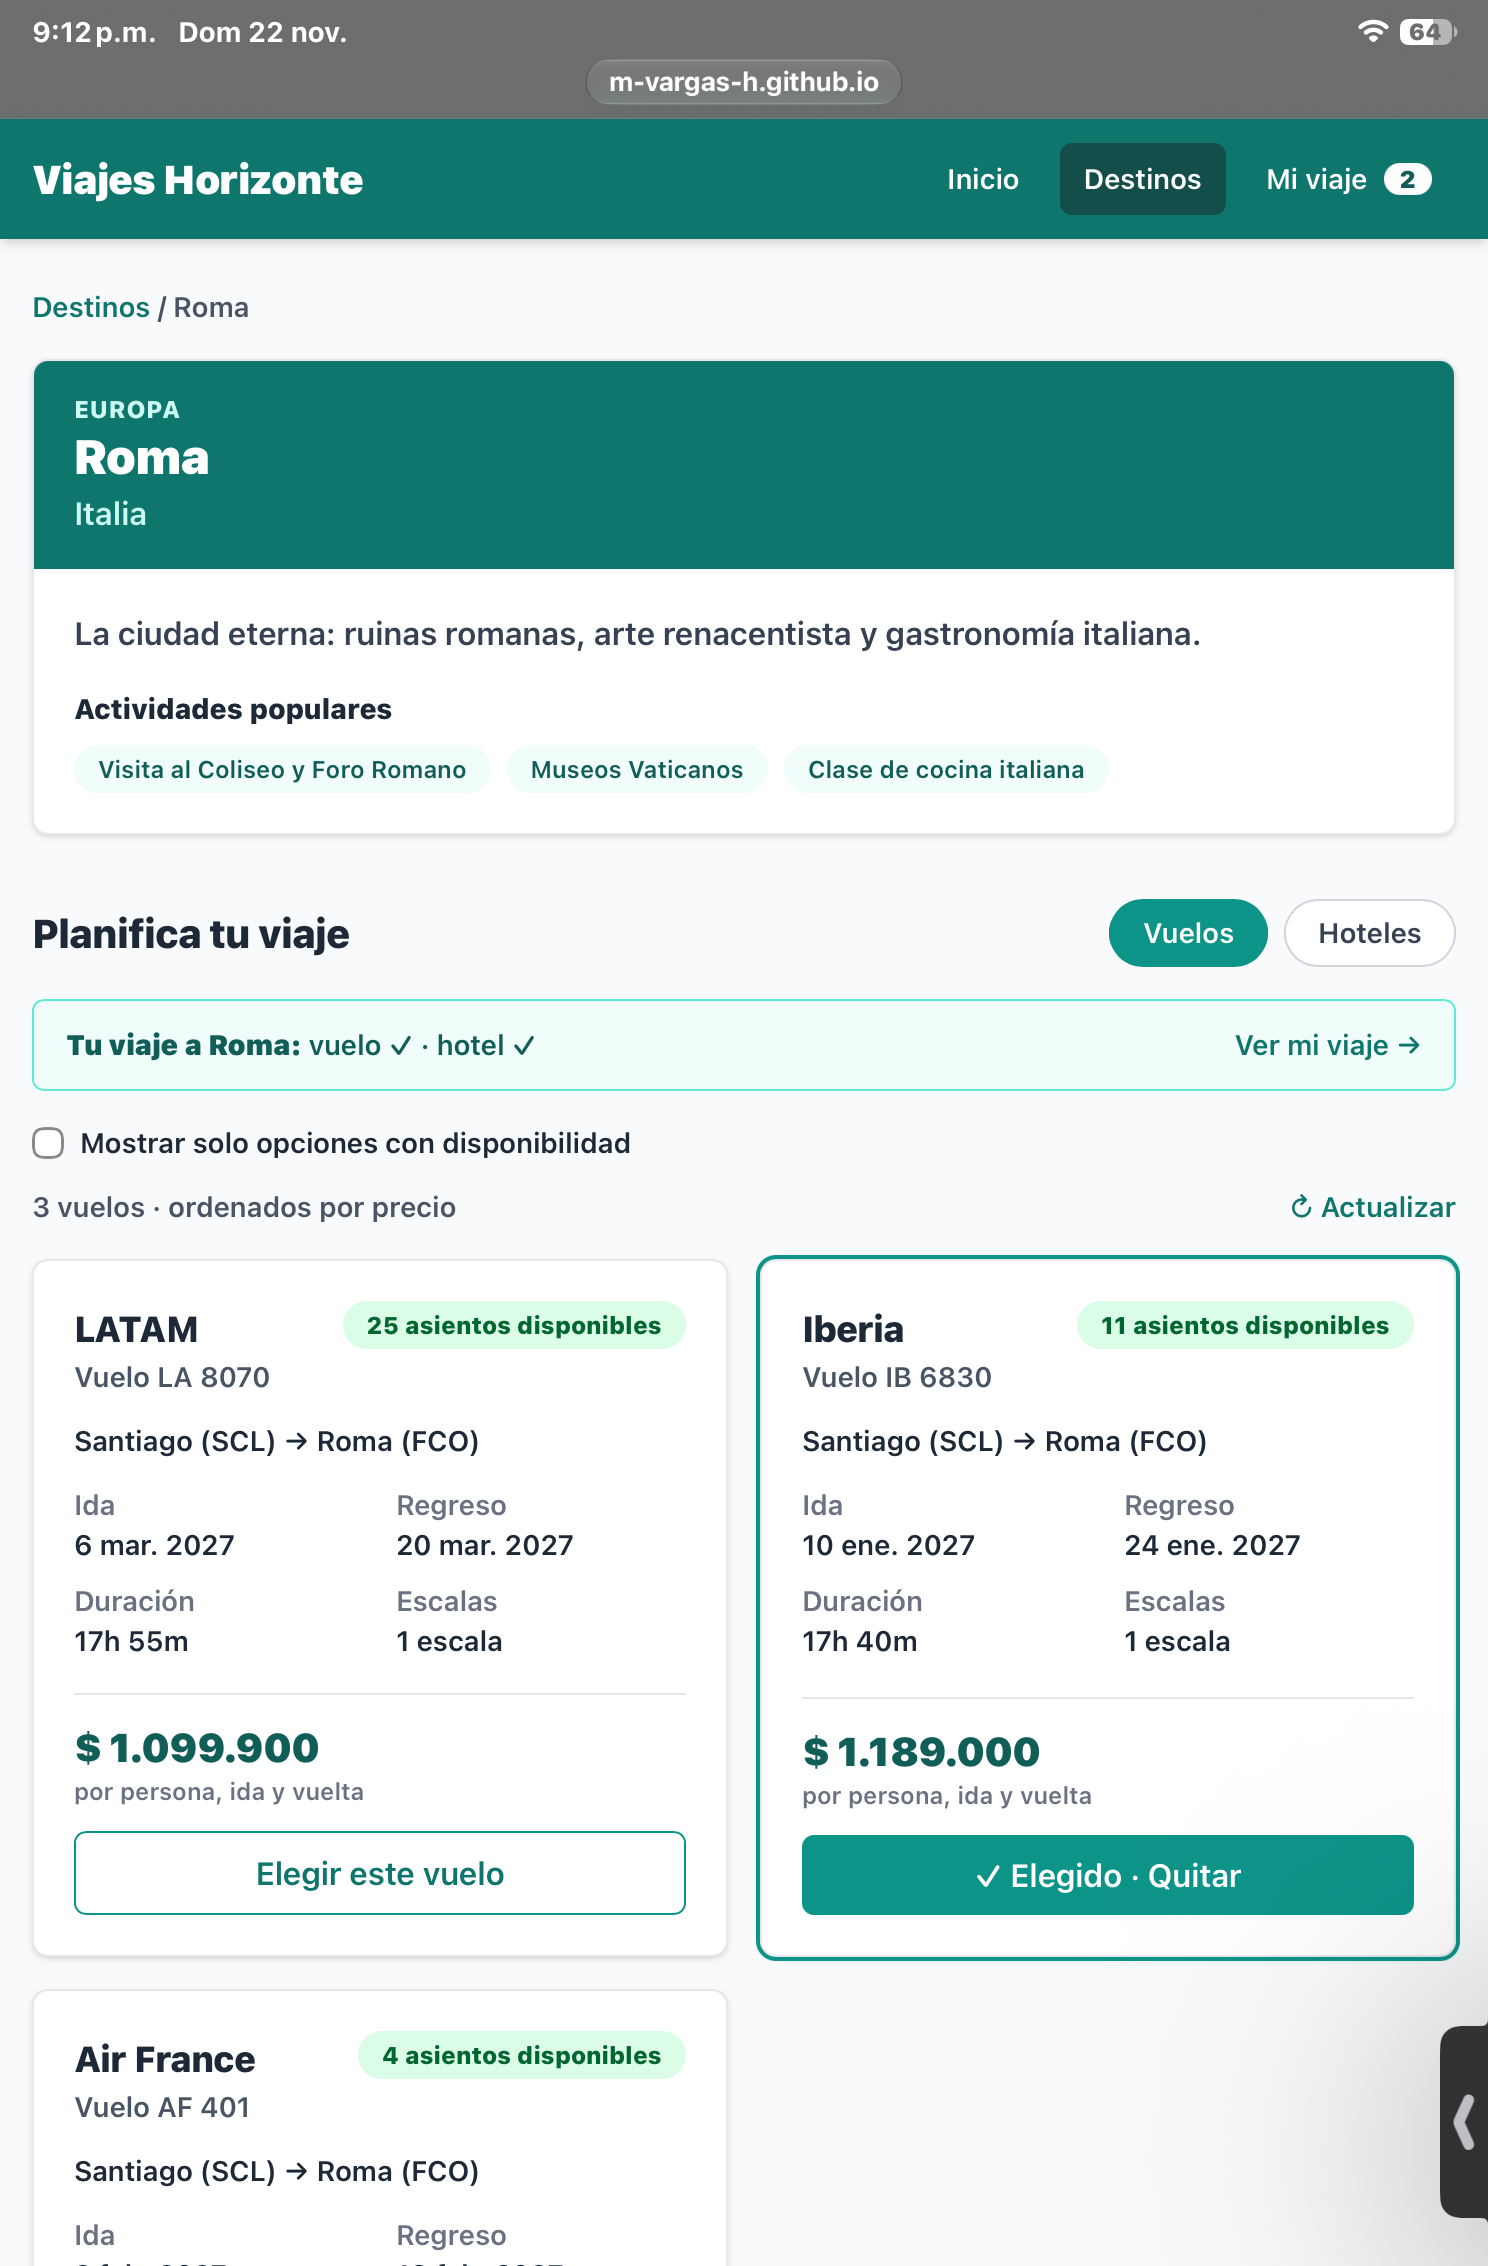 9:12 p.m. Dom 22 nov.
64
m-vargas-h.github.io
Viajes Horizonte
Inicio
Destinos
Mi viaje 2
Destinos / Roma
EUROPA
Roma
Italia
La ciudad eterna: ruinas romanas, arte renacentista y gastronomía italiana.
Actividades populares
Visita al Coliseo y Foro Romano
Museos Vaticanos
Clase de cocina italiana
Planifica tu viaje
Vuelos
Hoteles
Tu viaje a Roma: vuelo ✓ · hotel ✓
Ver mi viaje →
Mostrar solo opciones con disponibilidad
3 vuelos · ordenados por precio
↻ Actualizar
LATAM
25 asientos disponibles
Vuelo LA 8070
Santiago (SCL) → Roma (FCO)
Ida
Regreso
6 mar. 2027
20 mar. 2027
Duración
Escalas
17h 55m
1 escala
$ 1.099.900
por persona, ida y vuelta
Elegir este vuelo
Iberia
11 asientos disponibles
Vuelo IB 6830
Santiago (SCL) → Roma (FCO)
Ida
Regreso
10 ene. 2027
24 ene. 2027
Duración
Escalas
17h 40m
1 escala
$ 1.189.000
por persona, ida y vuelta
✓ Elegido · Quitar
Air France
4 asientos disponibles
Vuelo AF 401
Santiago (SCL) → Roma (FCO)
Ida
Regreso